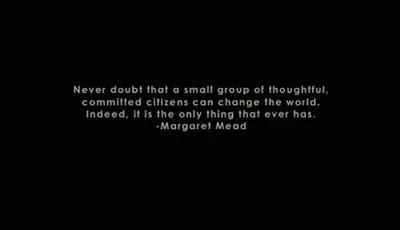 Never doubt that a small group of thoughtful,
committed citizens can change the world.
Indeed, it is the only thing that ever has.
-Margaret Mead